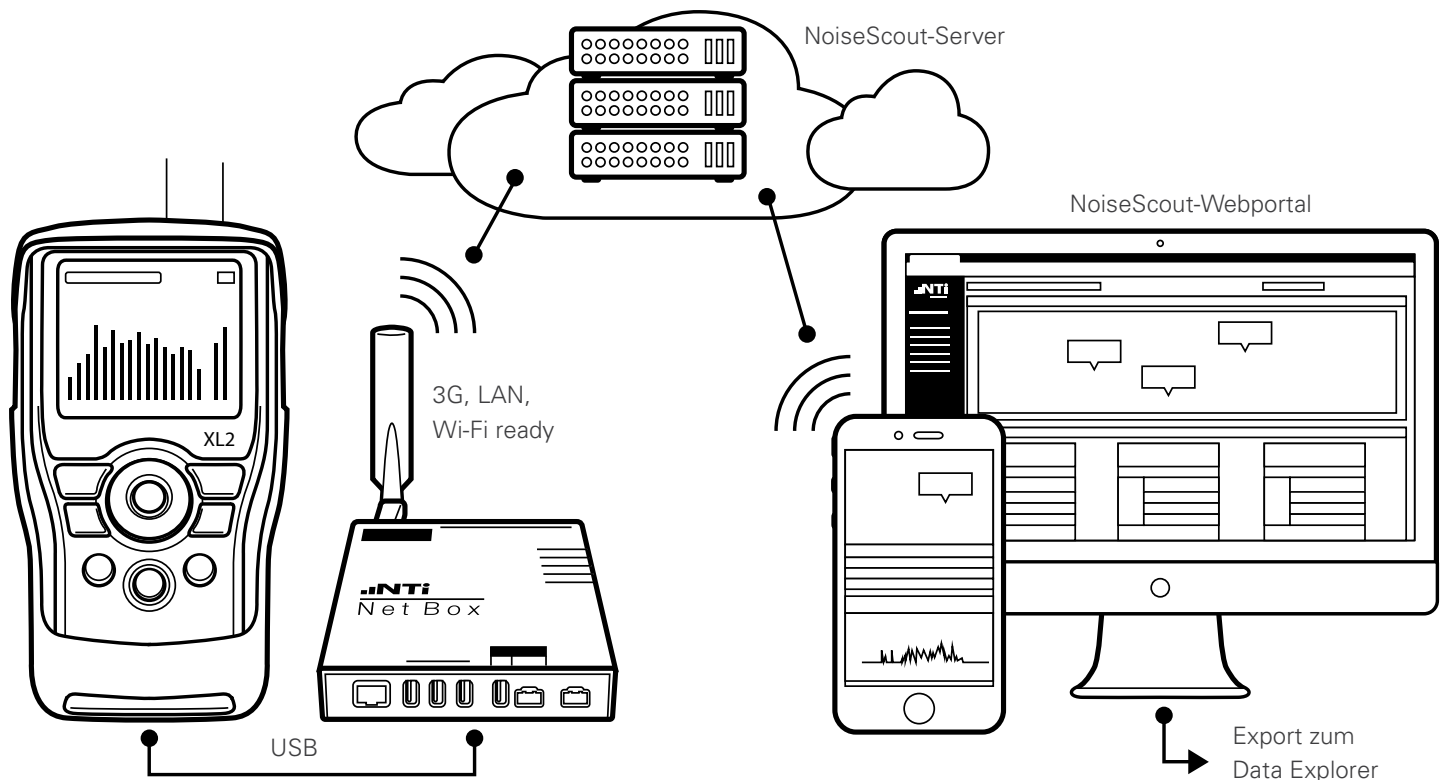 NoiseScout-Server
NoiseScout-Webportal
NTi
3G, LAN,
Wi-Fi ready
XL2
NTi
Net Box
USB
Export zum
Data Explorer